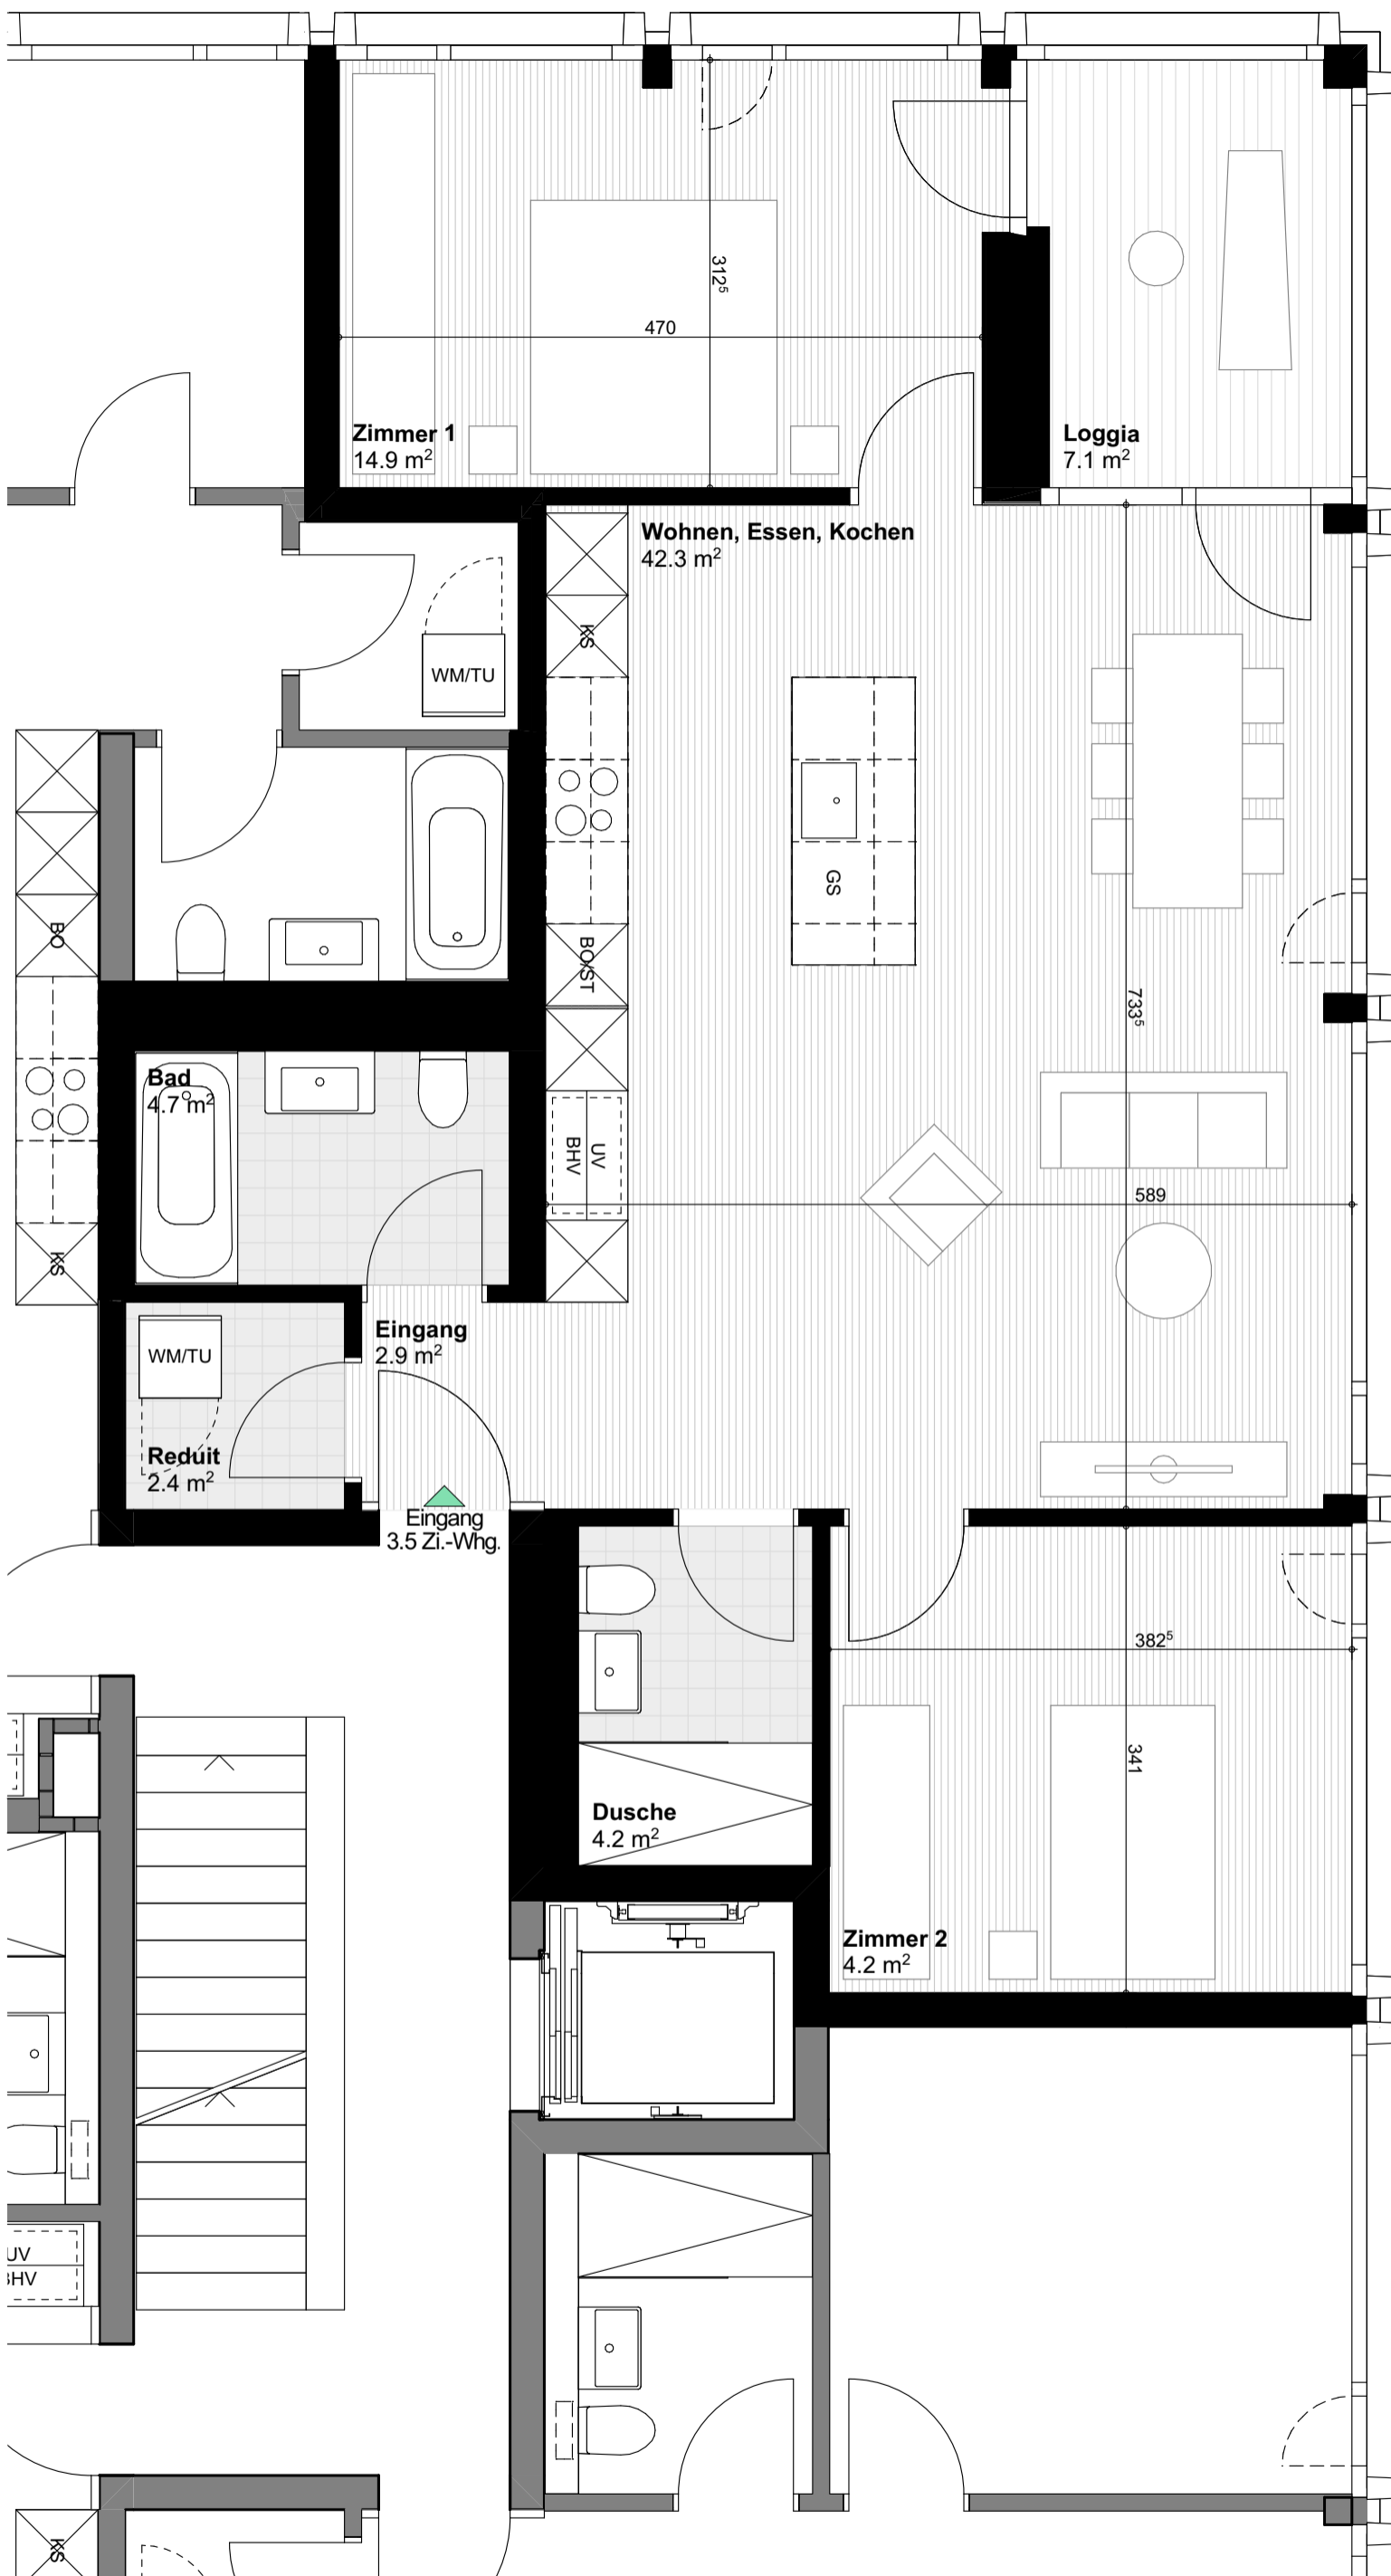 312⁵
470
Zimmer 1
14.9 m²
Loggia
7.1 m²
Wohnen, Essen, Kochen
42.3 m²
KS
WM/TU
GS
BO
BO/ST
733⁵
Bad
4.7 m²
UV
BHV
589
KS
Eingang
2.9 m²
WM/TU
Reduit
2.4 m²
Eingang
3.5 Zi.-Whg.
382⁵
341
Dusche
4.2 m²
Zimmer 2
4.2 m²
UV
BHV
KS